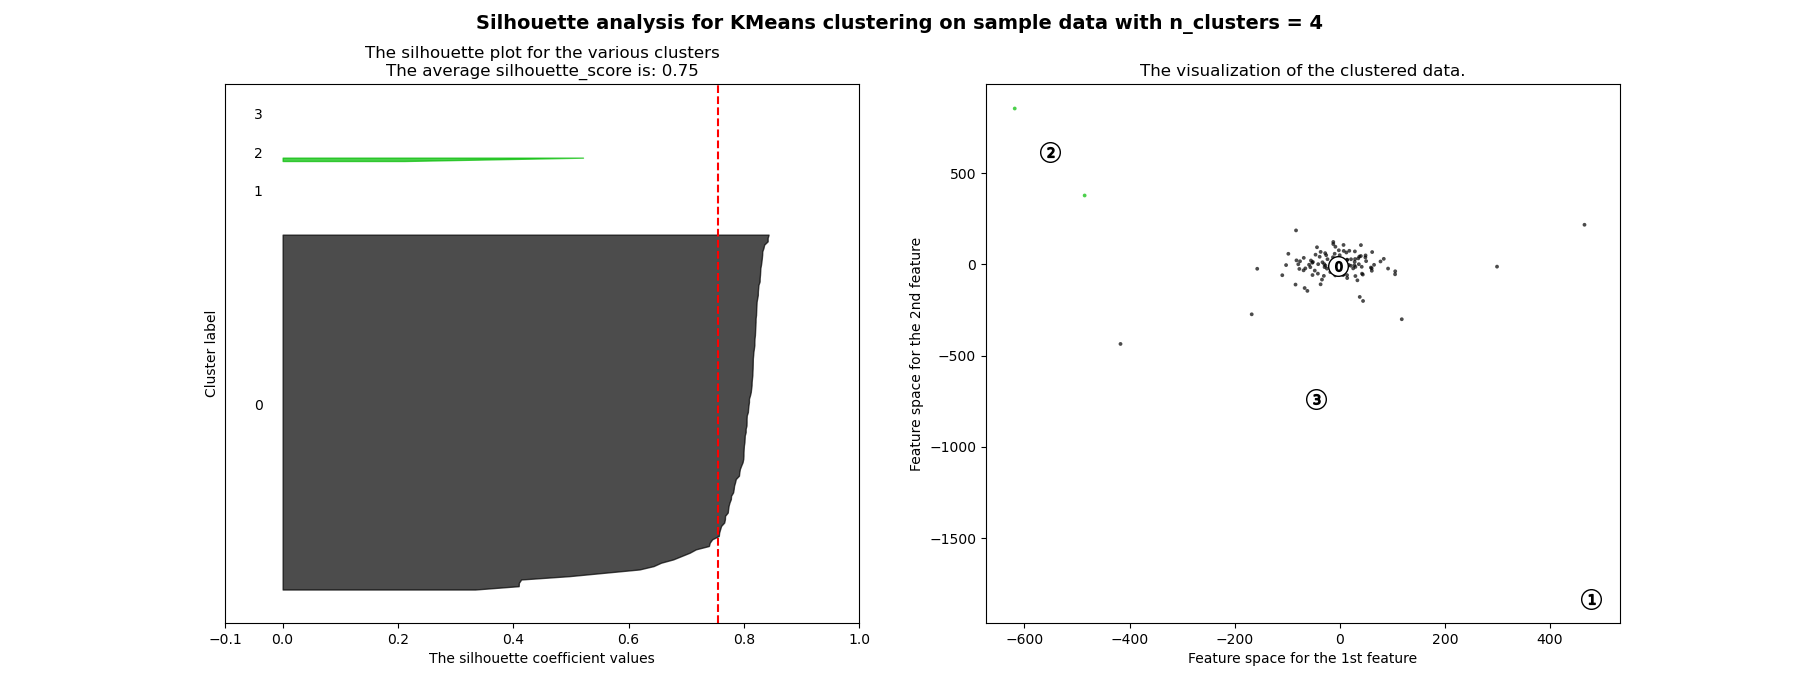 Silhouette analysis for KMeans clustering on sample data with n_clusters = 4
The silhouette plot for the various clusters
The average silhouette_score is: 0.75
3
2
1
0
Cluster label
−0.1 0.0 0.2 0.4 0.6 0.8 1.0
The silhouette coefficient values
The visualization of the clustered data.
500
0
−500
−1000
−1500
Feature space for the 2nd feature
2
0
3
1
−600 −400 −200 0 200 400
Feature space for the 1st feature